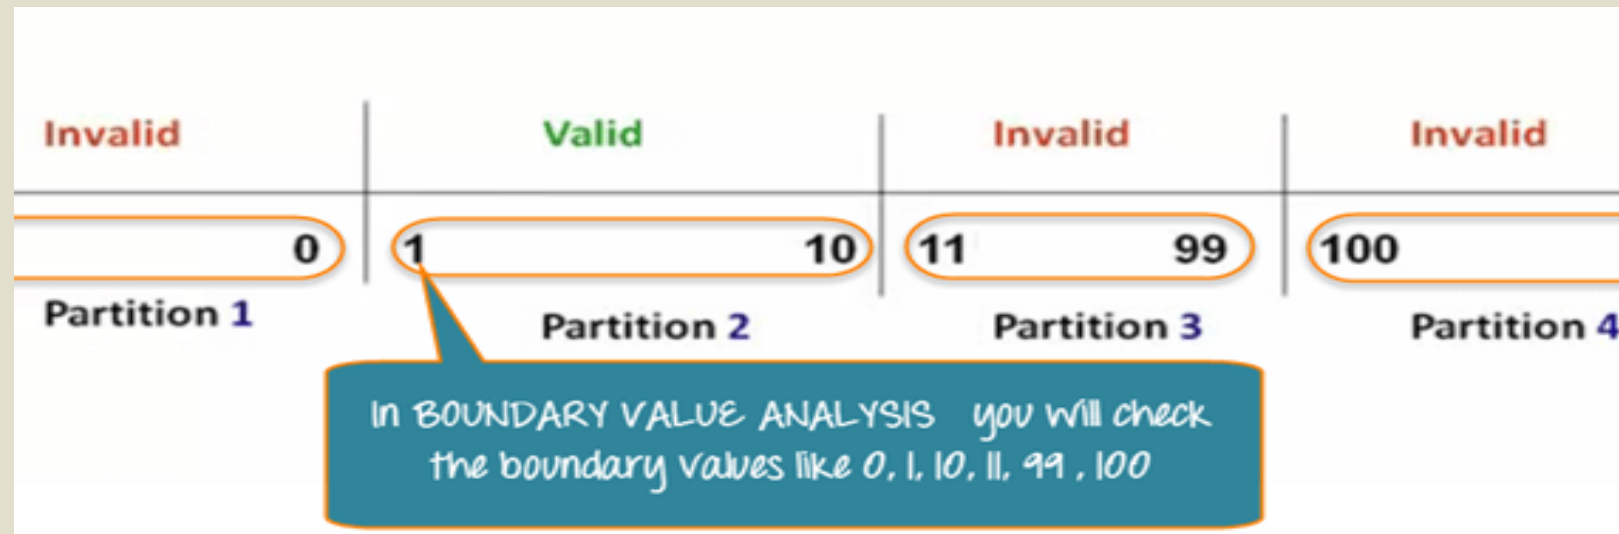 Invalid Valid Invalid Invalid
0 1 10 11 99 100
Partition 1 Partition 2 Partition 3 Partition 4
In BOUNDARY VALUE ANALYSIS you will check
the boundary values like 0, 1, 10, 11, 99 , 100